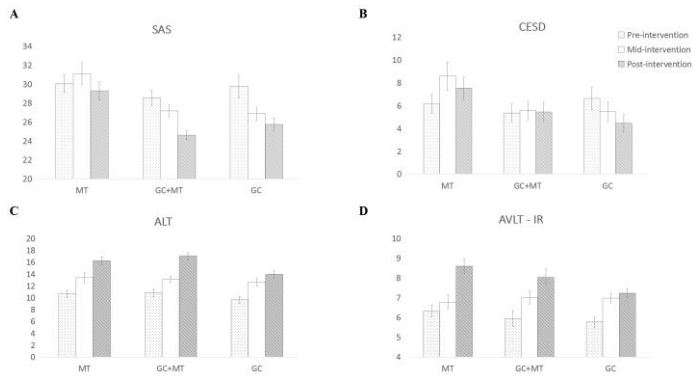 A
SAS
34
32
30
28
26
24
22
20
MT
GC+MT
GC
B
CESD
12
10
8
6
4
2
0
MT
GC+MT
GC
Pre-intervention
Mid-intervention
Post-intervention
C
ALT
20
18
16
14
12
10
8
6
4
2
0
MT
GC+MT
GC
D
AVLT - IR
10
9
8
7
6
5
4
MT
GC+MT
GC